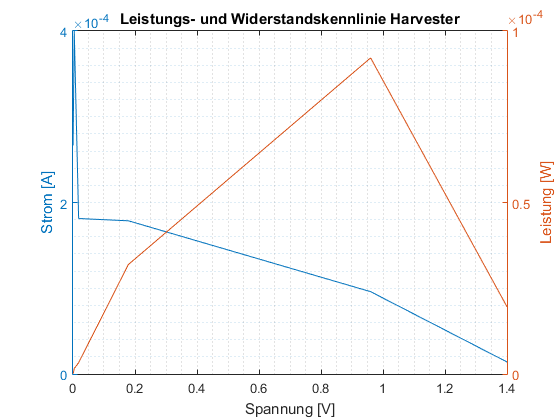 Leistungs- und Widerstandskennlinie Harvester
×10^-4
×10^-4
4
2
0
Strom [A]
1
0.5
0
Leistung [W]
0 0.2 0.4 0.6 0.8 1 1.2 1.4
Spannung [V]